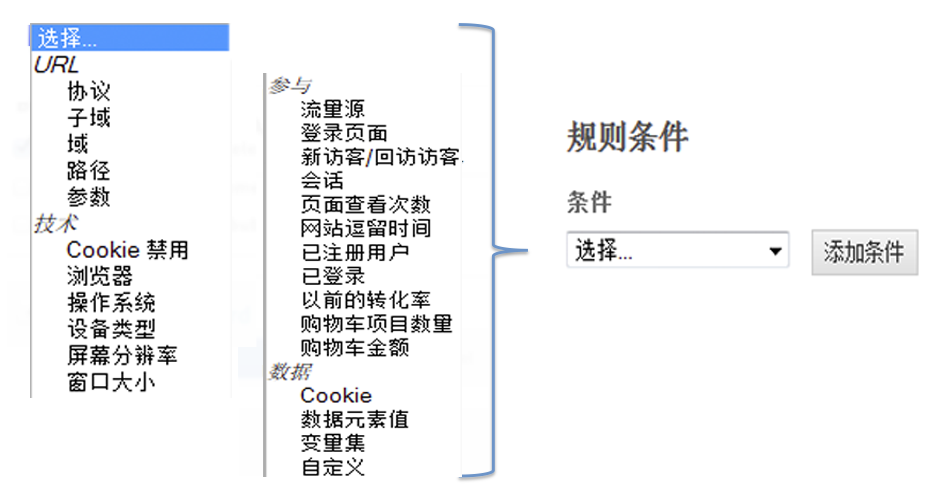 选择...
URL
协议
子域
域
路径
参数
技术
Cookie 禁用
浏览器
操作系统
设备类型
屏幕分辨率
窗口大小
参与
流量源
登录页面
新访客/回访访客
会话
页面查看次数
网站逗留时间
已注册用户
已登录
以前的转化率
购物车项目数量
购物车金额
数据
Cookie
数据元素值
变量集
自定义
规则条件
条件
选择...
添加条件